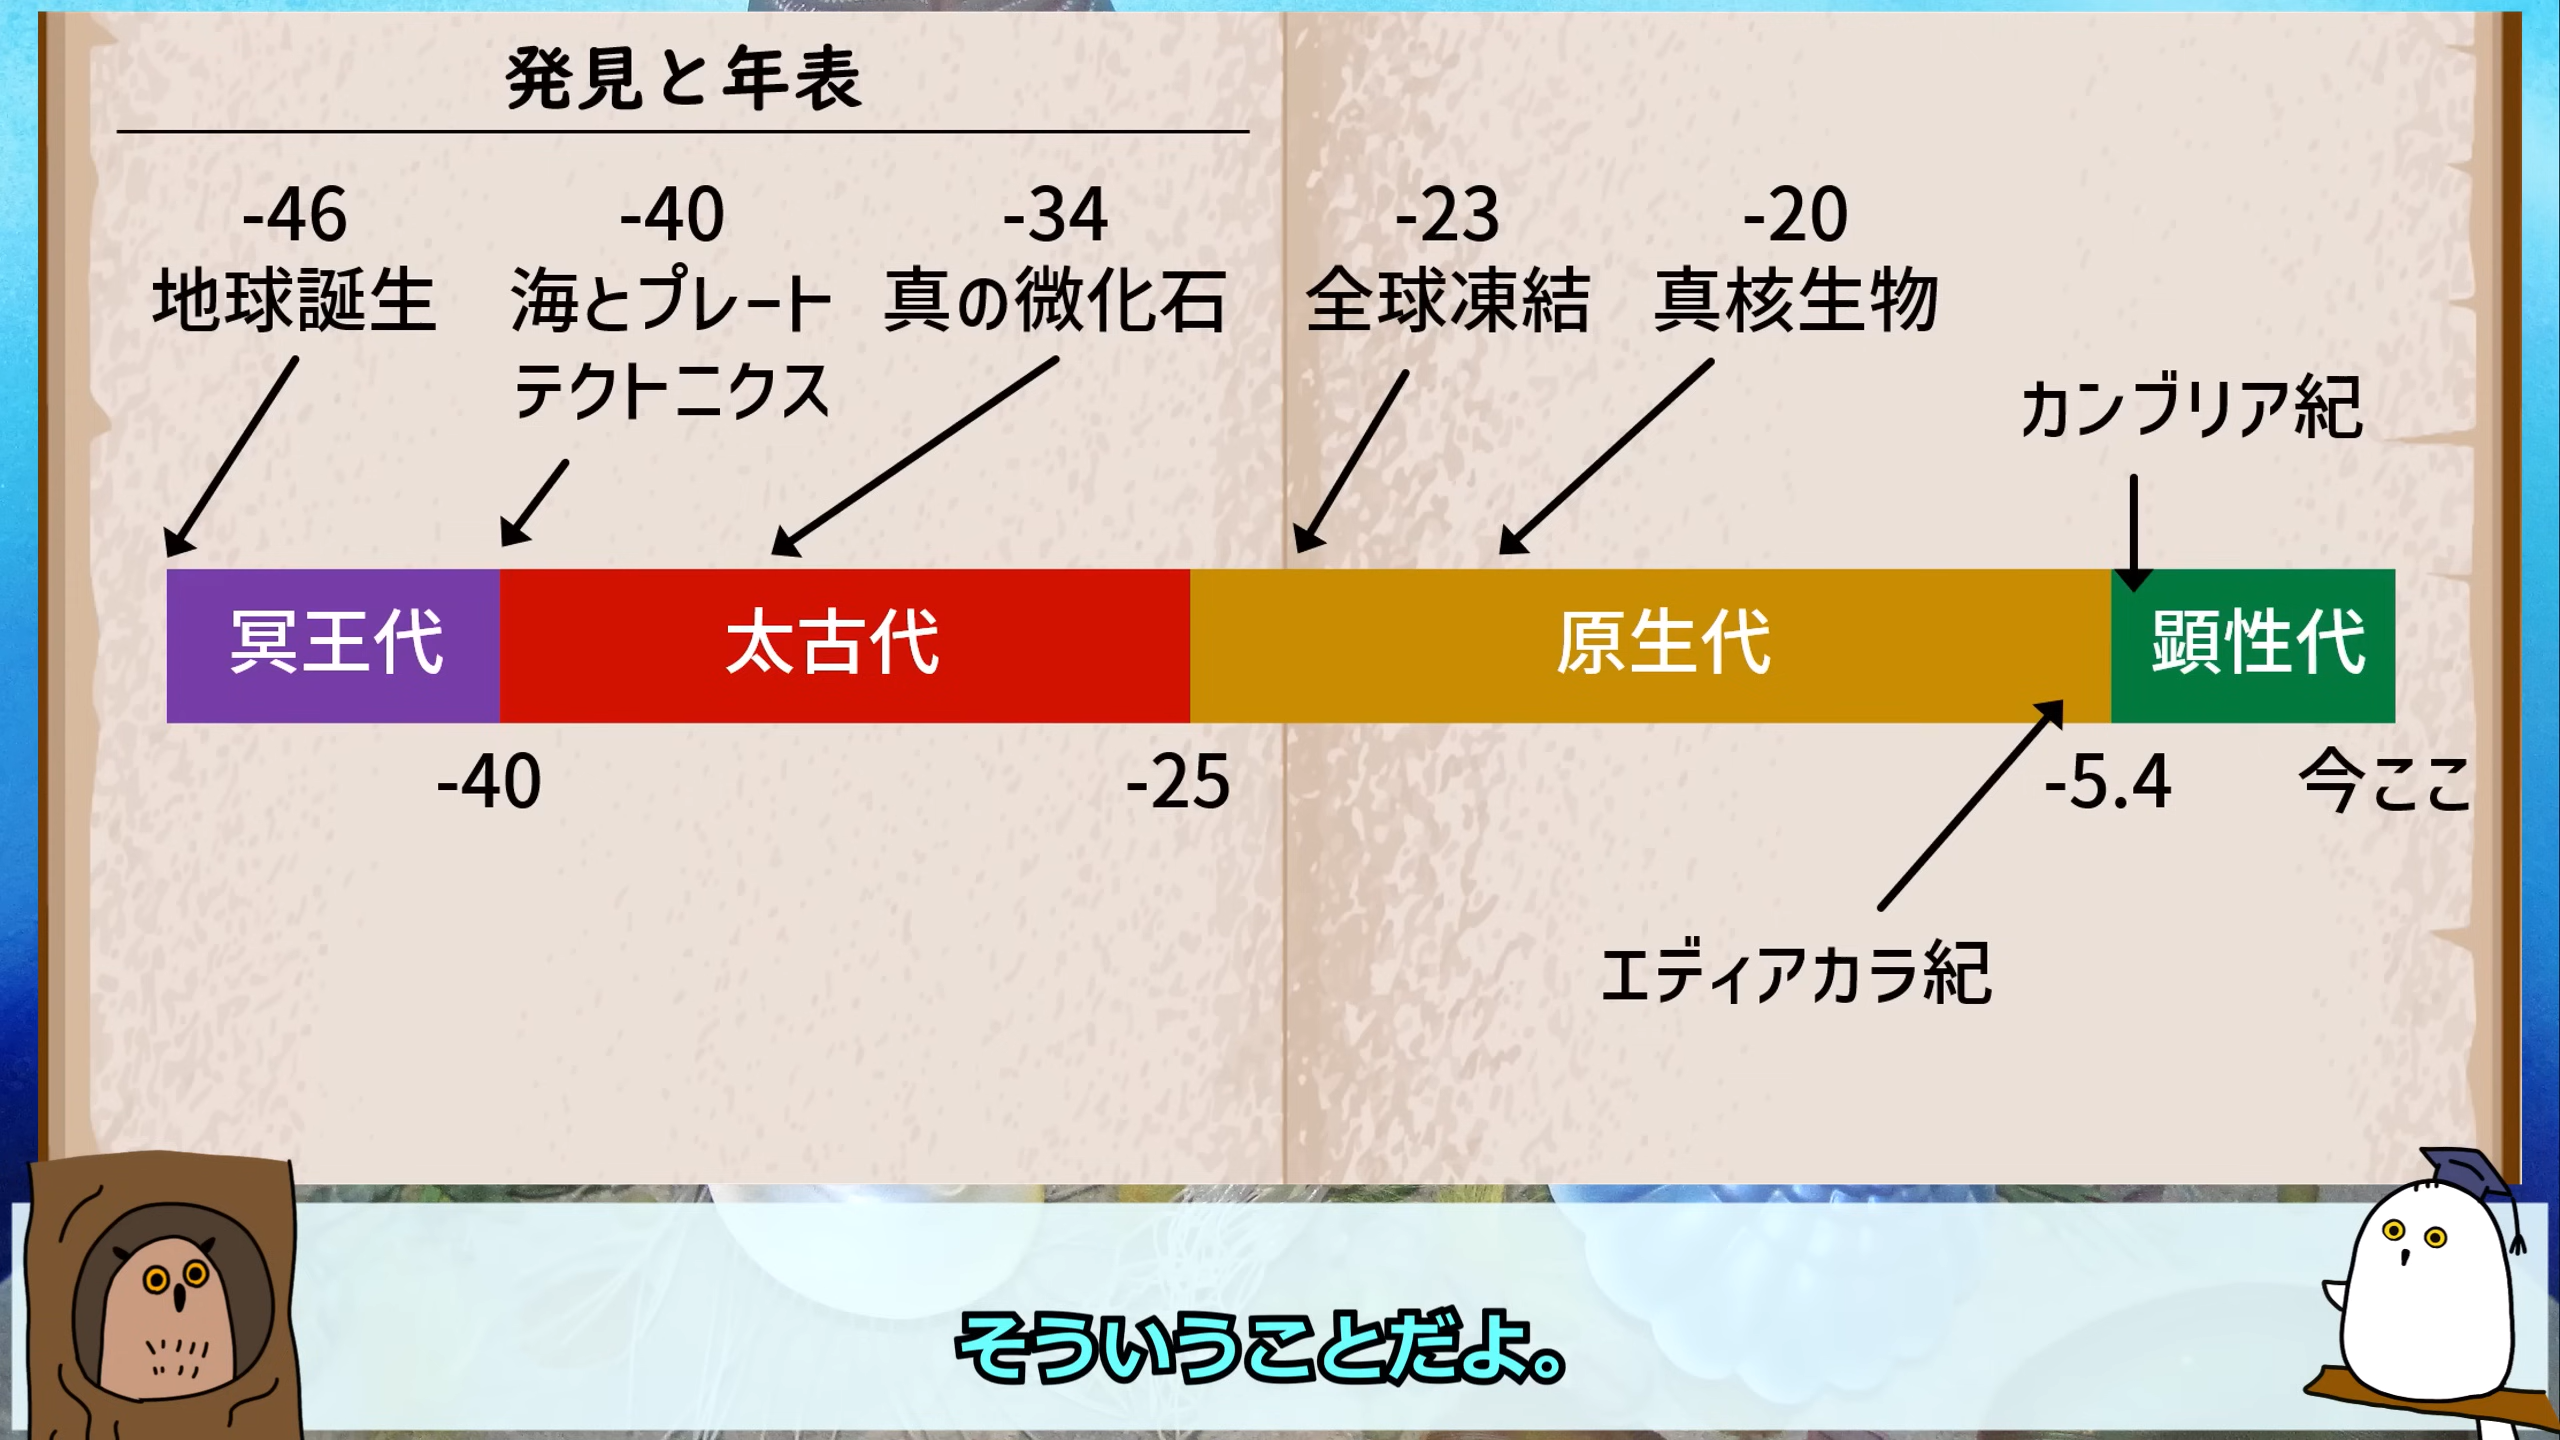 発見と年表
-46
地球誕生
-40
海とプレート
テクトニクス
-34
真の微化石
-23
全球凍結
-20
真核生物
カンブリア紀
冥王代
太古代
原生代
顕性代
-40
-25
-5.4
今ここ
エディアカラ紀
そういうことだよ。